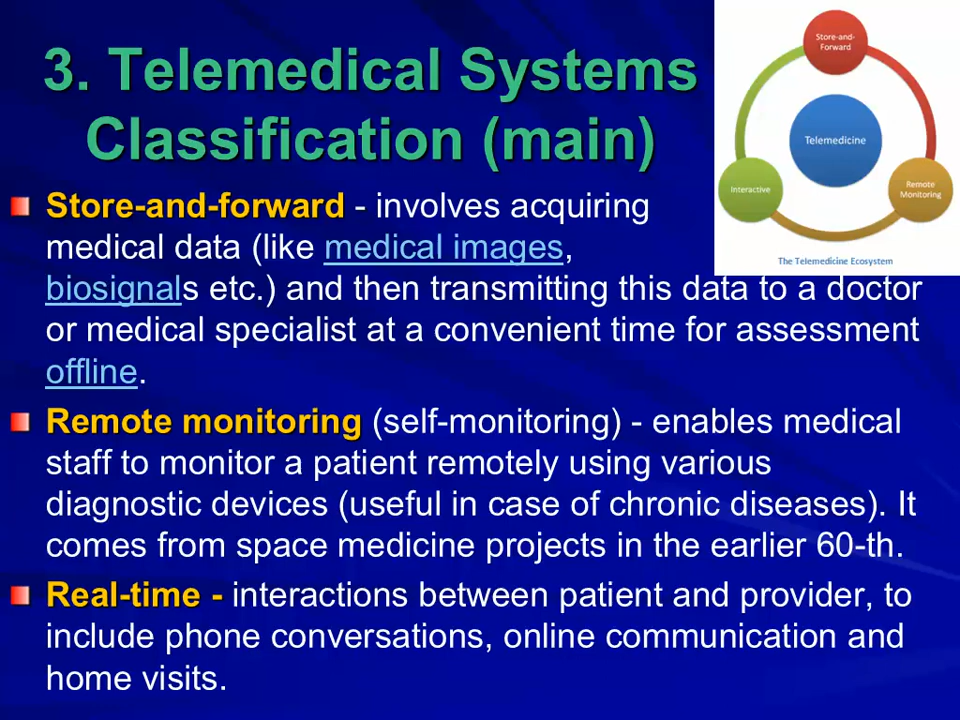 3. Telemedical Systems
Classification (main)
Store-and-
Forward
Telemedicine
Interactive
Remote
Monitoring
The Telemedicine Ecosystem
Store-and-forward - involves acquiring
medical data (like medical images,
biosignals etc.) and then transmitting this data to a doctor
or medical specialist at a convenient time for assessment
offline.
Remote monitoring (self-monitoring) - enables medical
staff to monitor a patient remotely using various
diagnostic devices (useful in case of chronic diseases). It
comes from space medicine projects in the earlier 60-th.
Real-time - interactions between patient and provider, to
include phone conversations, online communication and
home visits.